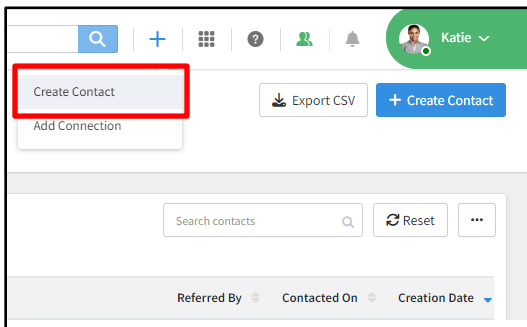 Katie
Create Contact
Add Connection
Export CSV
+ Create Contact
Search contacts
Reset
Referred By
Contacted On
Creation Date